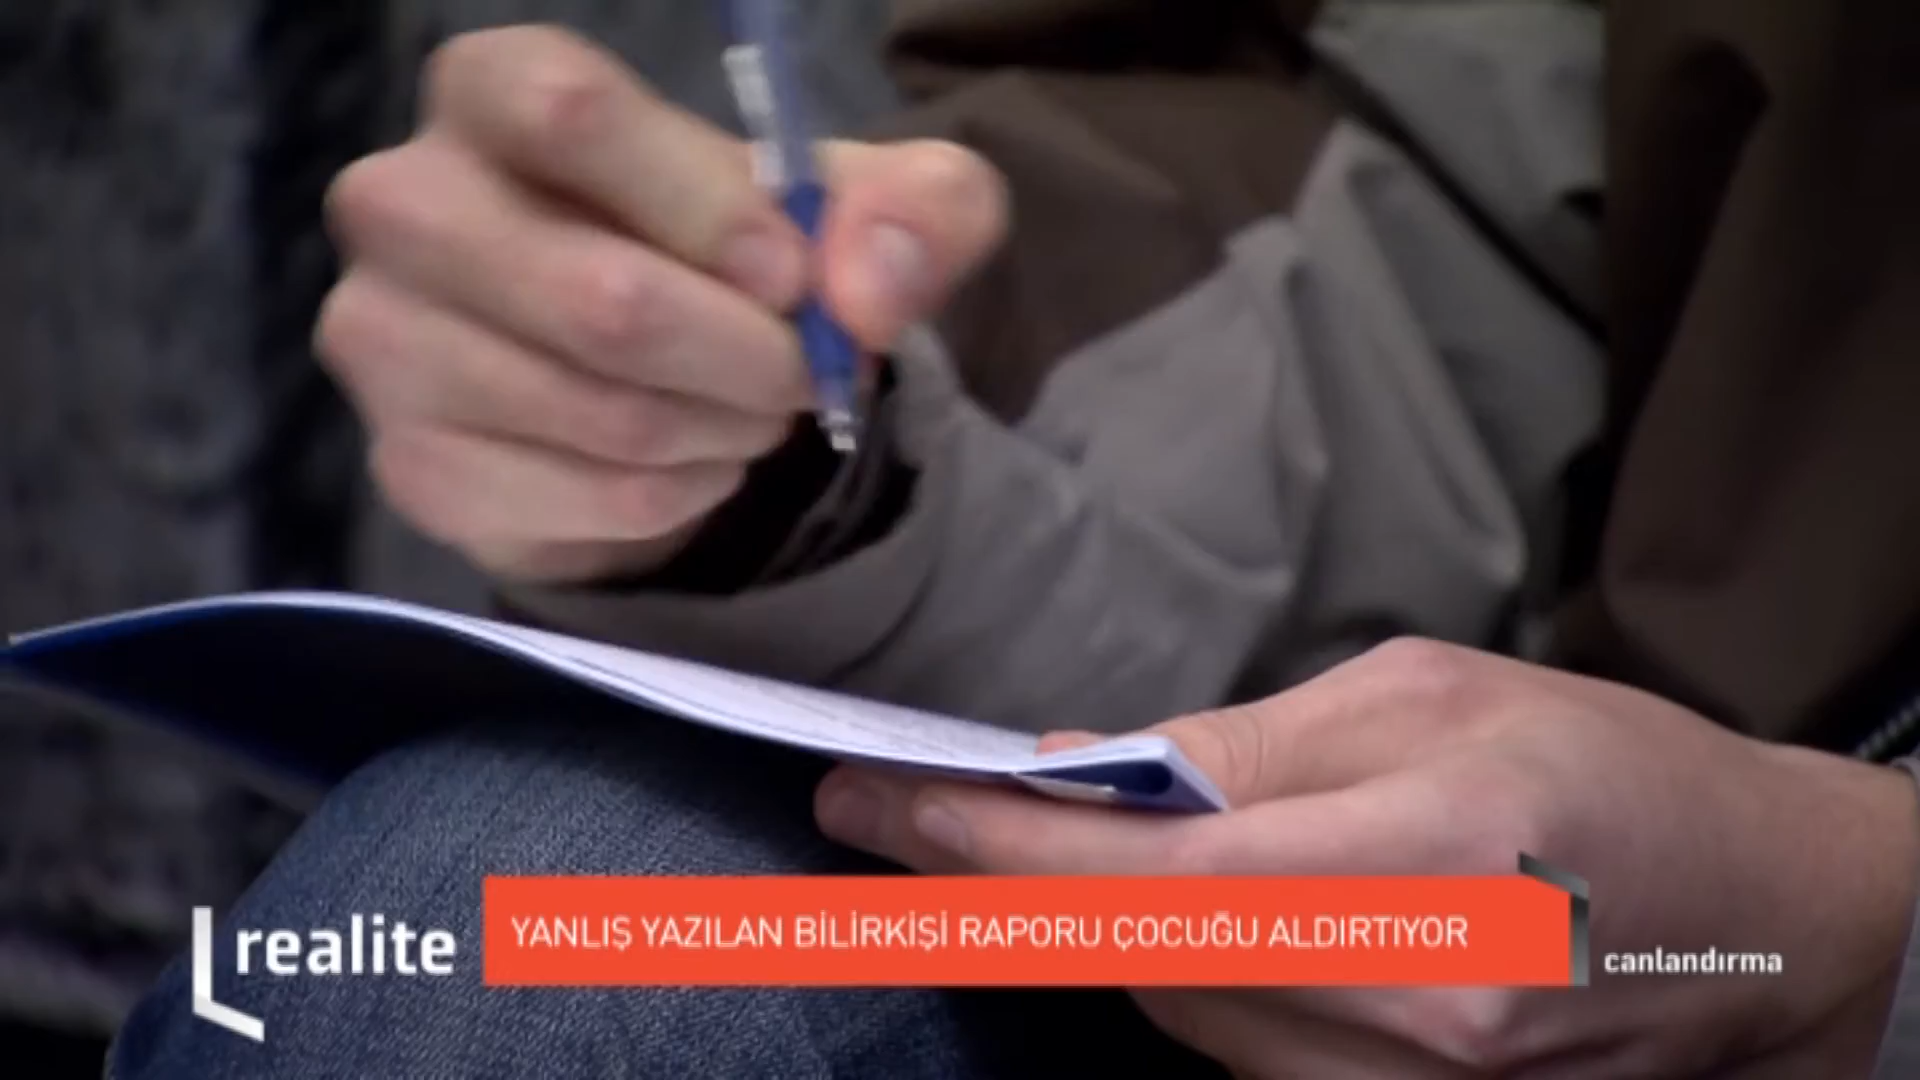 realite
YANLIŞ YAZILAN BİLİRKİŞİ RAPORU ÇOCUĞU ALDIRTIYOR
canlandırma